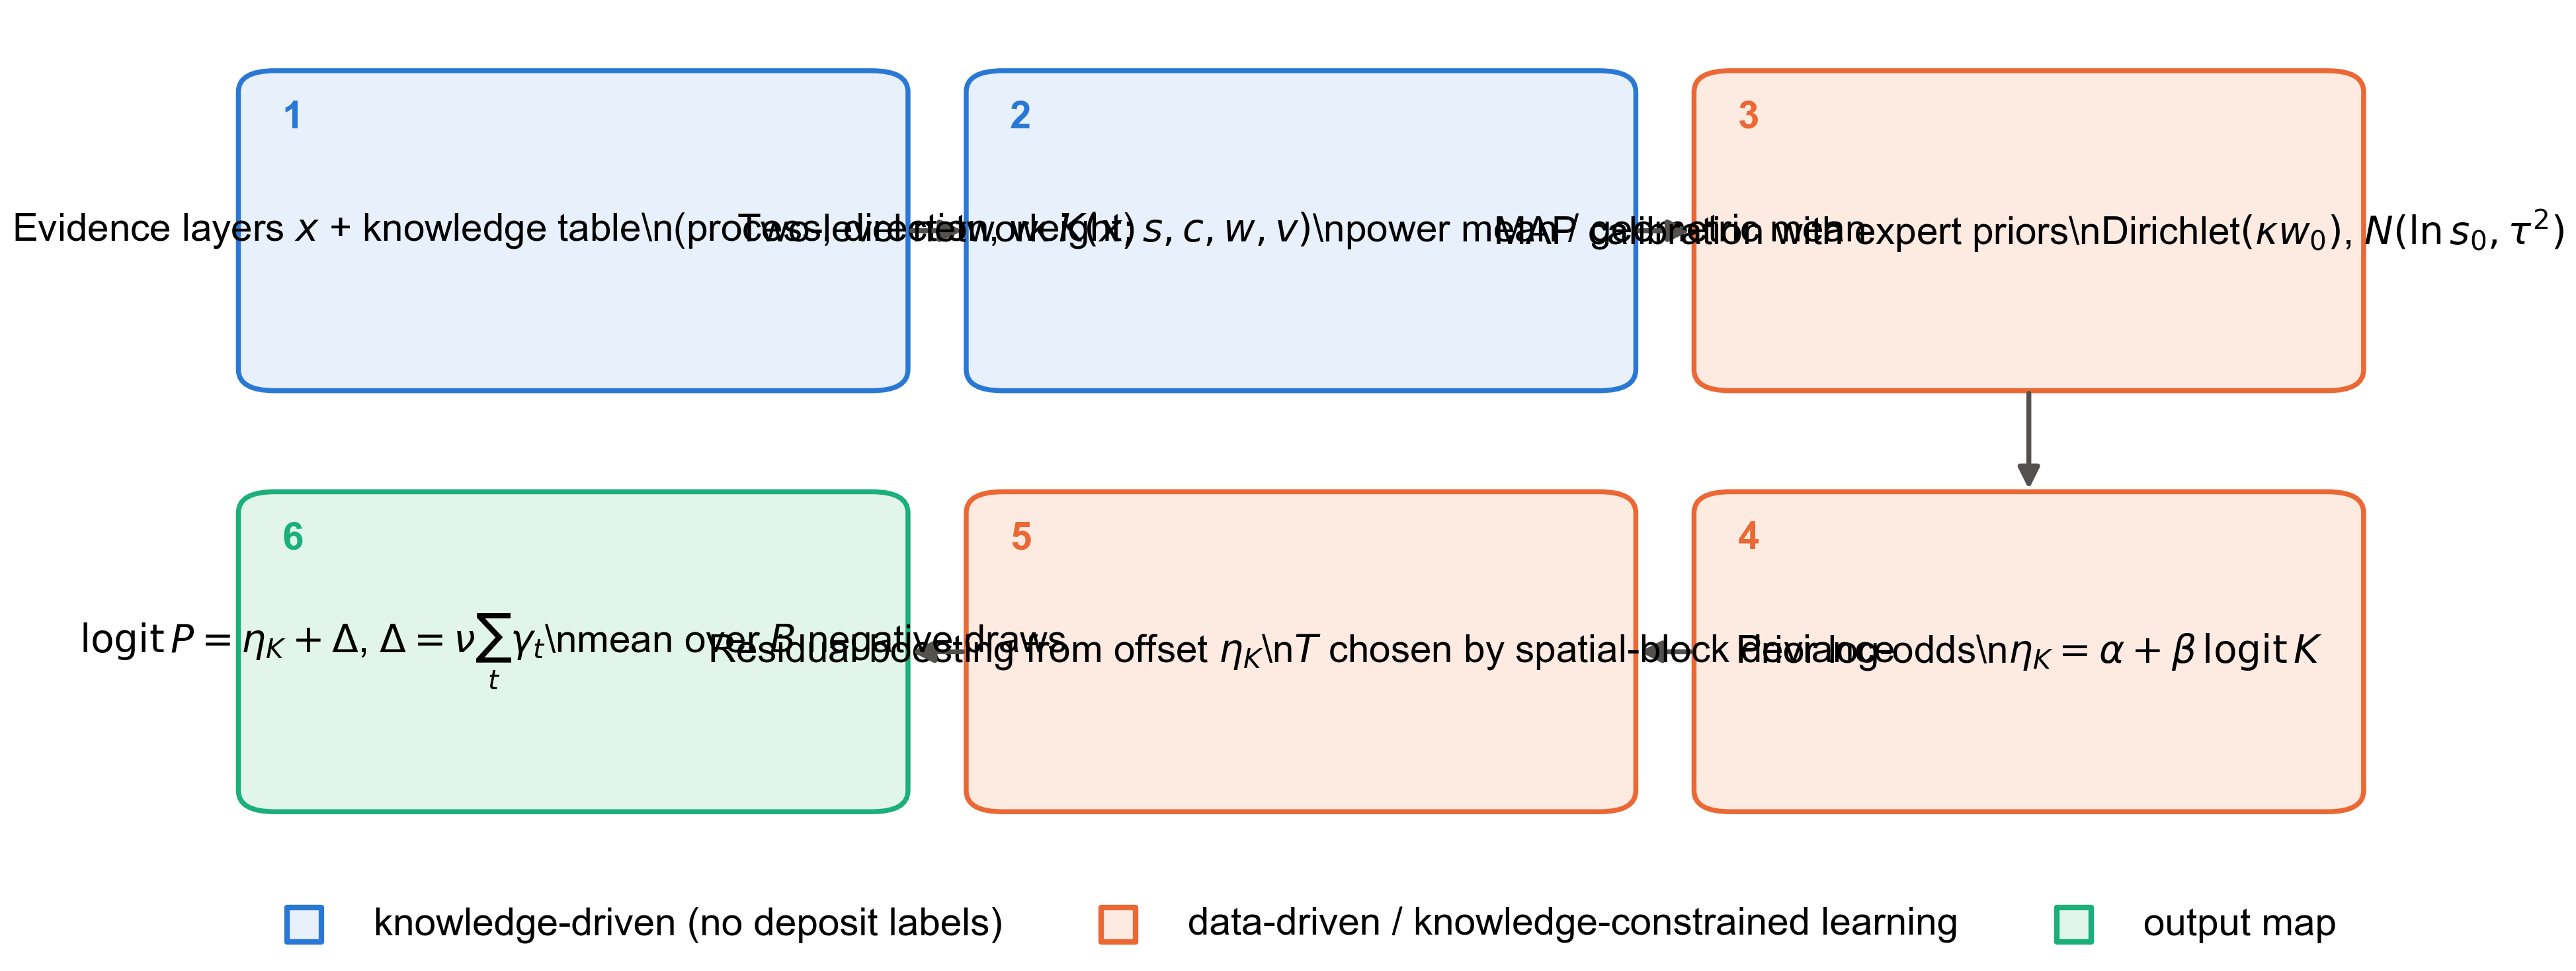 1
Evidence layers x + knowledge table\n(process, direction, weight)
2
Two-level network K(x; s, c, w, v)\npower mean / geometric mean
3
MAP calibration with expert priors\nDirichlet(κw₀), N(ln s₀, τ²)
6
logit P = η_K + Δ, Δ = ν∑_t γ_t\nmean over B negative draws
5
Residual boosting from offset η_K\nT chosen by spatial-block deviance
4
Prior log-odds\nη_K = α + β logit K
knowledge-driven (no deposit labels)
data-driven / knowledge-constrained learning
output map